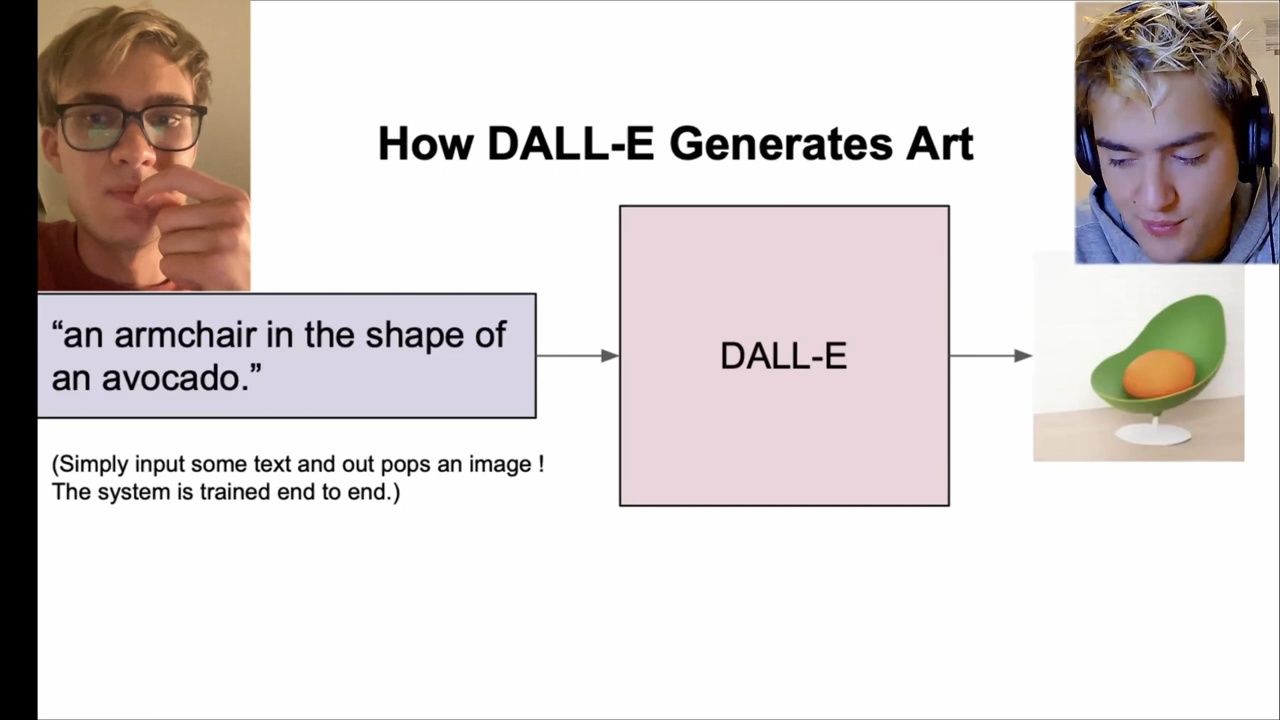 How DALL-E Generates Art
“an armchair in the shape of
an avocado.”
DALL-E
(Simply input some text and out pops an image !
The system is trained end to end.)